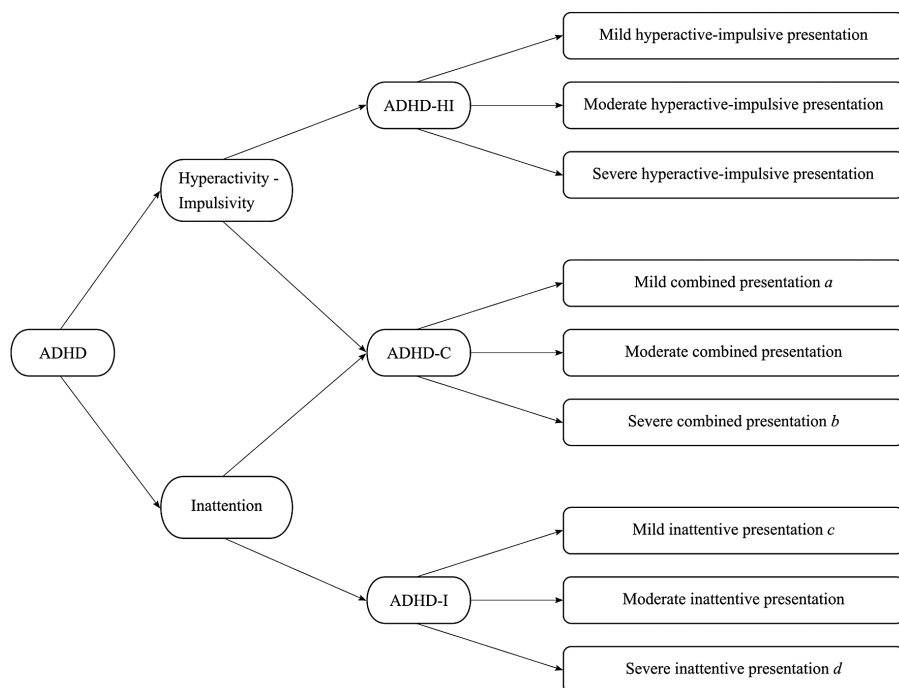 Mild hyperactive-impulsive presentation
ADHD-HI
Moderate hyperactive-impulsive presentation
Severe hyperactive-impulsive presentation
Hyperactivity -
Impulsivity
Mild combined presentation a
ADHD
ADHD-C
Moderate combined presentation
Severe combined presentation b
Inattention
Mild inattentive presentation c
ADHD-I
Moderate inattentive presentation
Severe inattentive presentation d